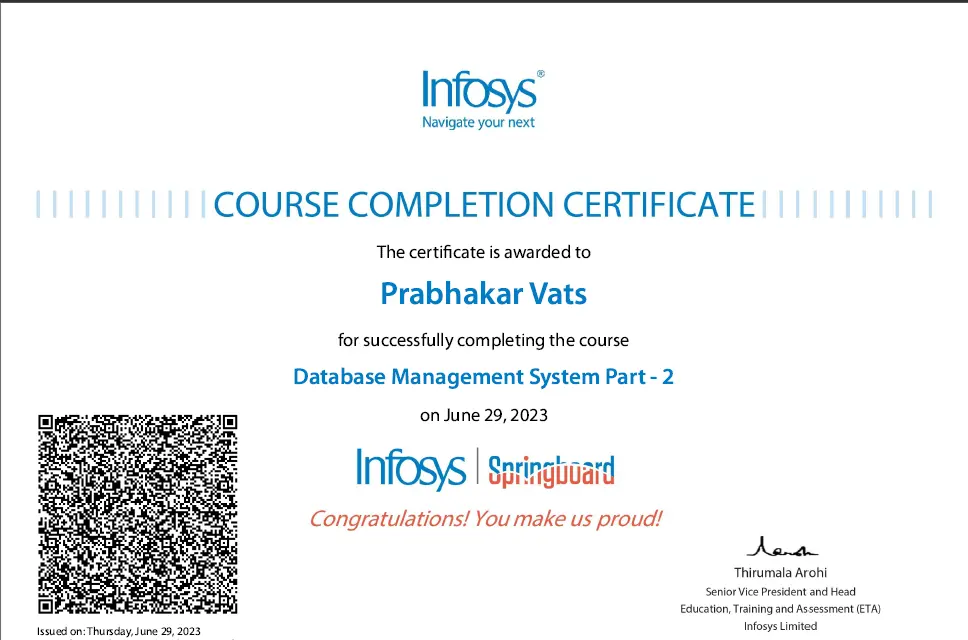 Infosys®
Navigate your next
COURSE COMPLETION CERTIFICATE
The certificate is awarded to
Prabhakar Vats
for successfully completing the course
Database Management System Part - 2
on June 29, 2023
Infosys | Springboard
Congratulations! You make us proud!
Thirumala Arohi
Senior Vice President and Head
Education, Training and Assessment (ETA)
Infosys Limited
Issued on: Thursday, June 29, 2023